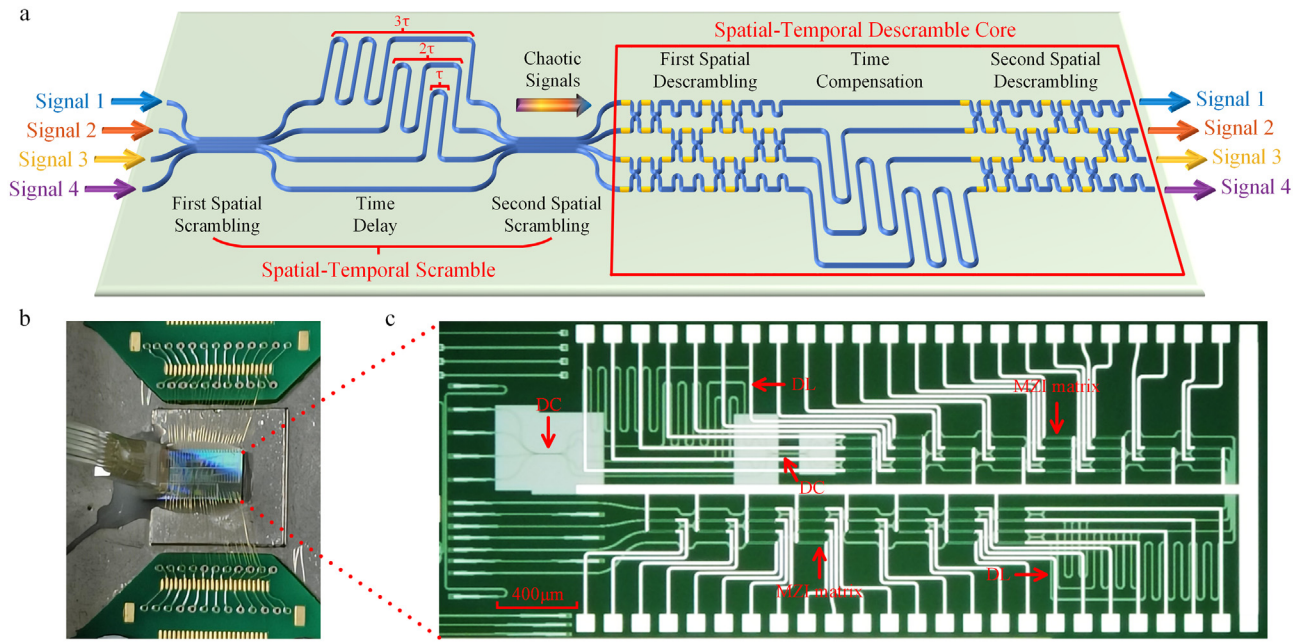 a
3τ
2τ
τ
Spatial-Temporal Descramble Core
Chaotic
Signals
First Spatial
Descrambling
Time
Compensation
Second Spatial
Descrambling
Signal 1
Signal 2
Signal 3
Signal 4
Signal 1
Signal 2
Signal 3
Signal 4
First Spatial
Scrambling
Time
Delay
Second Spatial
Scrambling
Spatial-Temporal Scramble
b
c
DC
DL
MZI matrix
DC
MZI matrix
DL
400μm